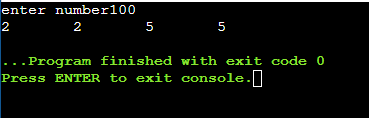 enter number100
2 2 5 5
...Program finished with exit code 0
Press ENTER to exit console.